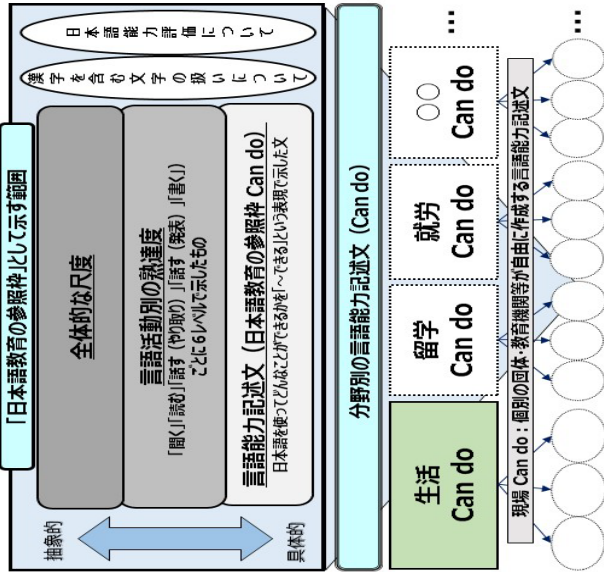 「日本語教育の参照枠」として示す範囲
抽象的
具体的
全体的な尺度
言語活動別の熟達度
「聞く」「読む」「話す（やり取り）」「話す（発表）」「書く」」
ごとに6レベルで示したもの
言語能力記述文（日本語教育の参照枠 Can do）
日本語を使ってどんなことができるかを「~できる」という表現で示した文
漢字を含む文字の扱いについて
日本語能力評価について
分野別の言語能力記述文（Can do）
生活
Can do
留学
Can do
就労
Can do
○○
Can do
…
現場 Can do：個別の団体・教育機関等が自由に作成する言語能力記述文
…